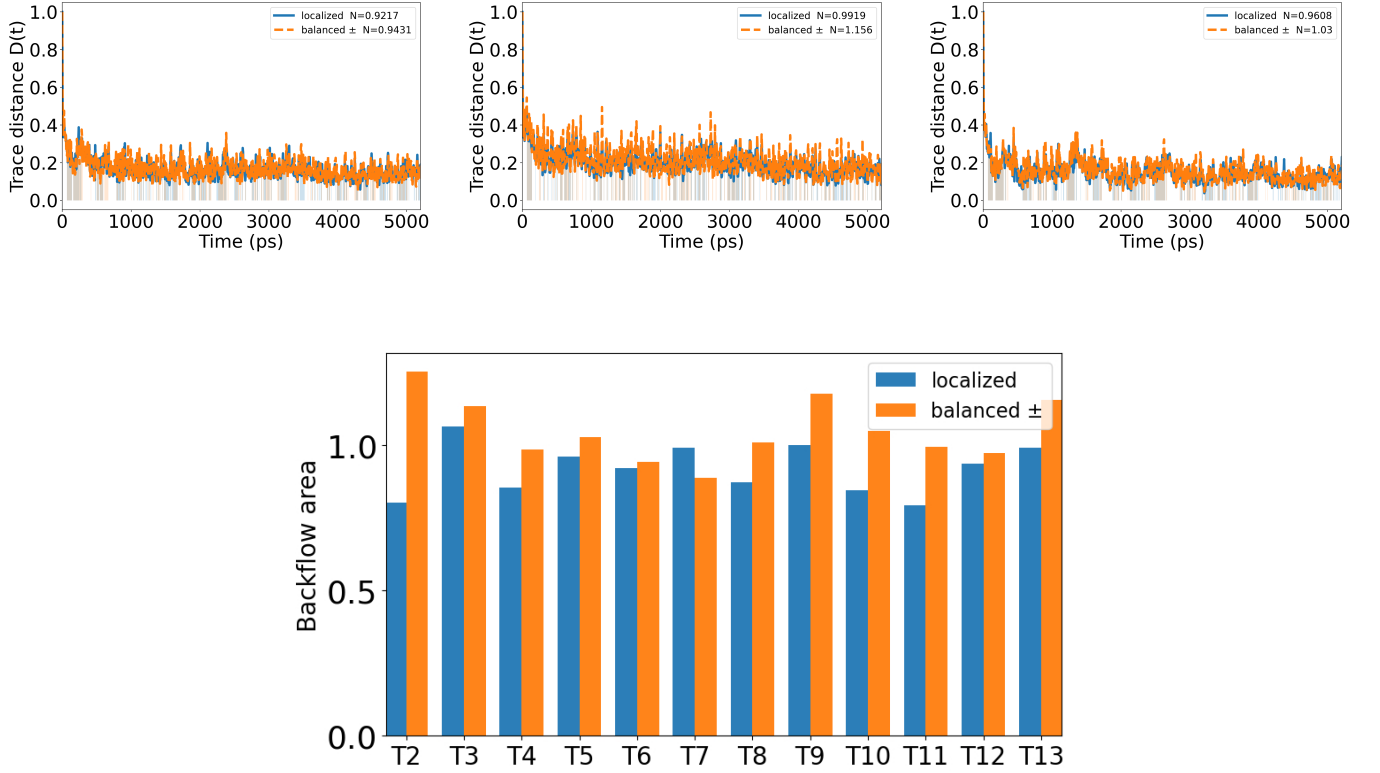 Trace distance D(t)
1.0
0.8
0.6
0.4
0.2
0.0
localized N=0.9217
balanced ± N=0.9431
0 1000 2000 3000 4000 5000
Time (ps)
Trace distance D(t)
1.0
0.8
0.6
0.4
0.2
0.0
localized N=0.9919
balanced ± N=1.156
0 1000 2000 3000 4000 5000
Time (ps)
Trace distance D(t)
1.0
0.8
0.6
0.4
0.2
0.0
localized N=0.9608
balanced ± N=1.03
0 1000 2000 3000 4000 5000
Time (ps)
Backflow area
1.0
0.5
0.0
localized
balanced ±
T2 T3 T4 T5 T6 T7 T8 T9 T10 T11 T12 T13